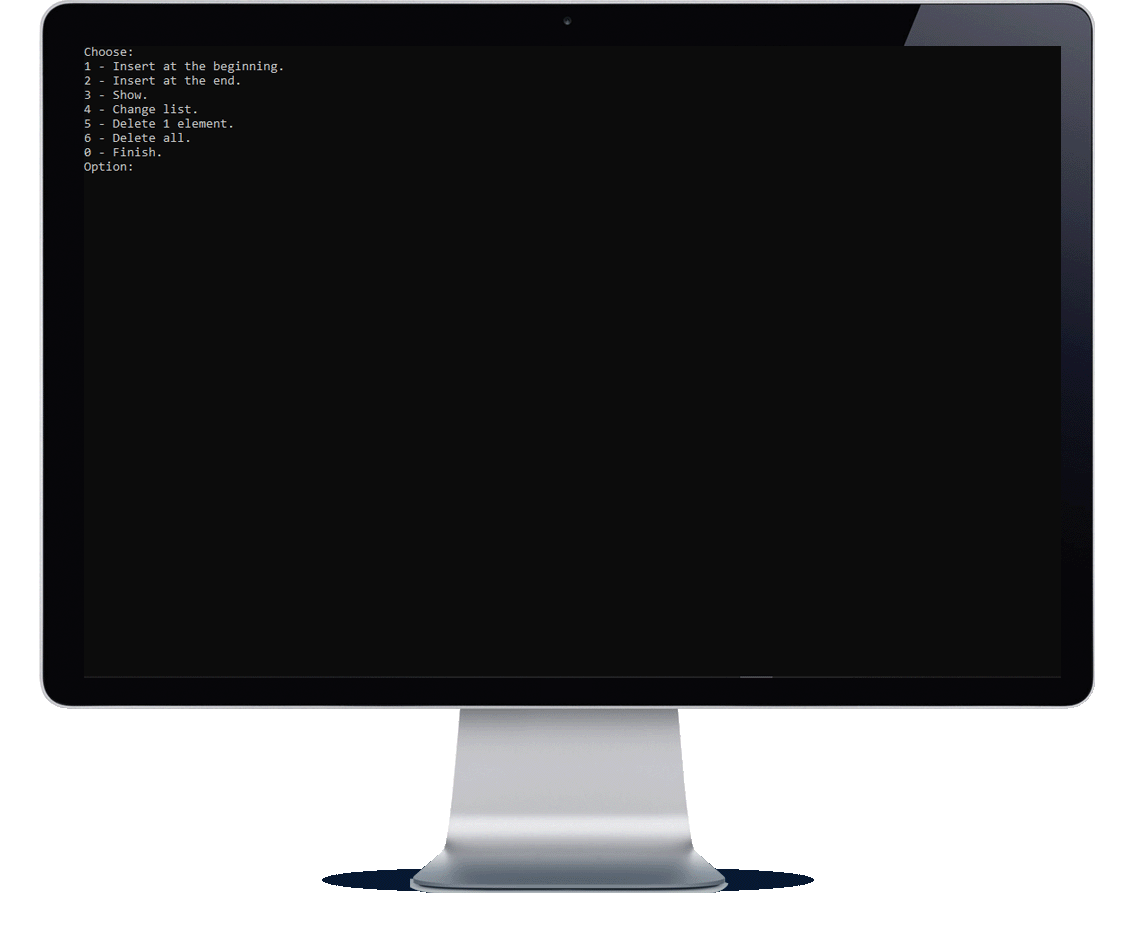 Choose:
1 - Insert at the beginning.
2 - Insert at the end.
3 - Show.
4 - Change list.
5 - Delete 1 element.
6 - Delete all.
0 - Finish.
Option: